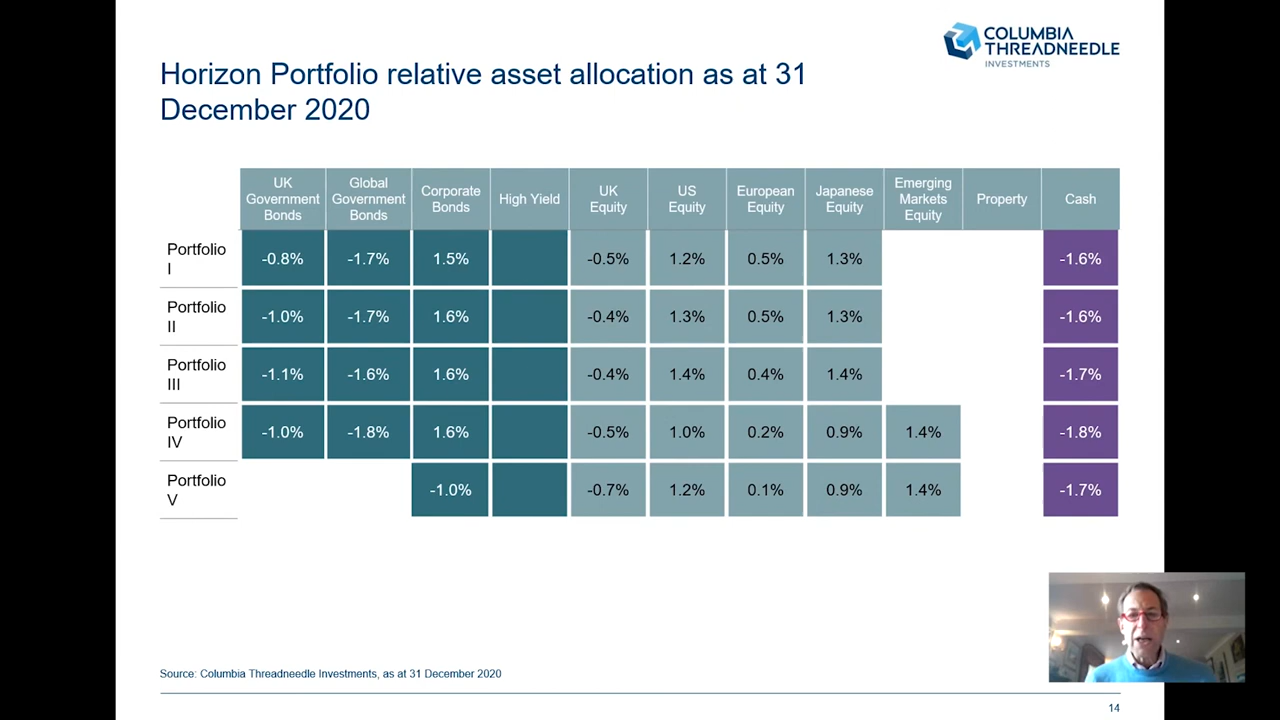 COLUMBIA
THREADNEEDLE
INVESTMENTS
Horizon Portfolio relative asset allocation as at 31
December 2020
UK
Government
Bonds
Global
Government
Bonds
Corporate
Bonds
High Yield
UK
Equity
US
Equity
European
Equity
Japanese
Equity
Emerging
Markets
Equity
Property
Cash
Portfolio
I
-0.8% -1.7% 1.5% -0.5% 1.2% 0.5% 1.3% -1.6%
Portfolio
II
-1.0% -1.7% 1.6% -0.4% 1.3% 0.5% 1.3% -1.6%
Portfolio
III
-1.1% -1.6% 1.6% -0.4% 1.4% 0.4% 1.4% -1.7%
Portfolio
IV
-1.0% -1.8% 1.6% -0.5% 1.0% 0.2% 0.9% 1.4% -1.8%
Portfolio
V
-1.0% -0.7% 1.2% 0.1% 0.9% 1.4% -1.7%
Source: Columbia Threadneedle Investments, as at 31 December 2020
14